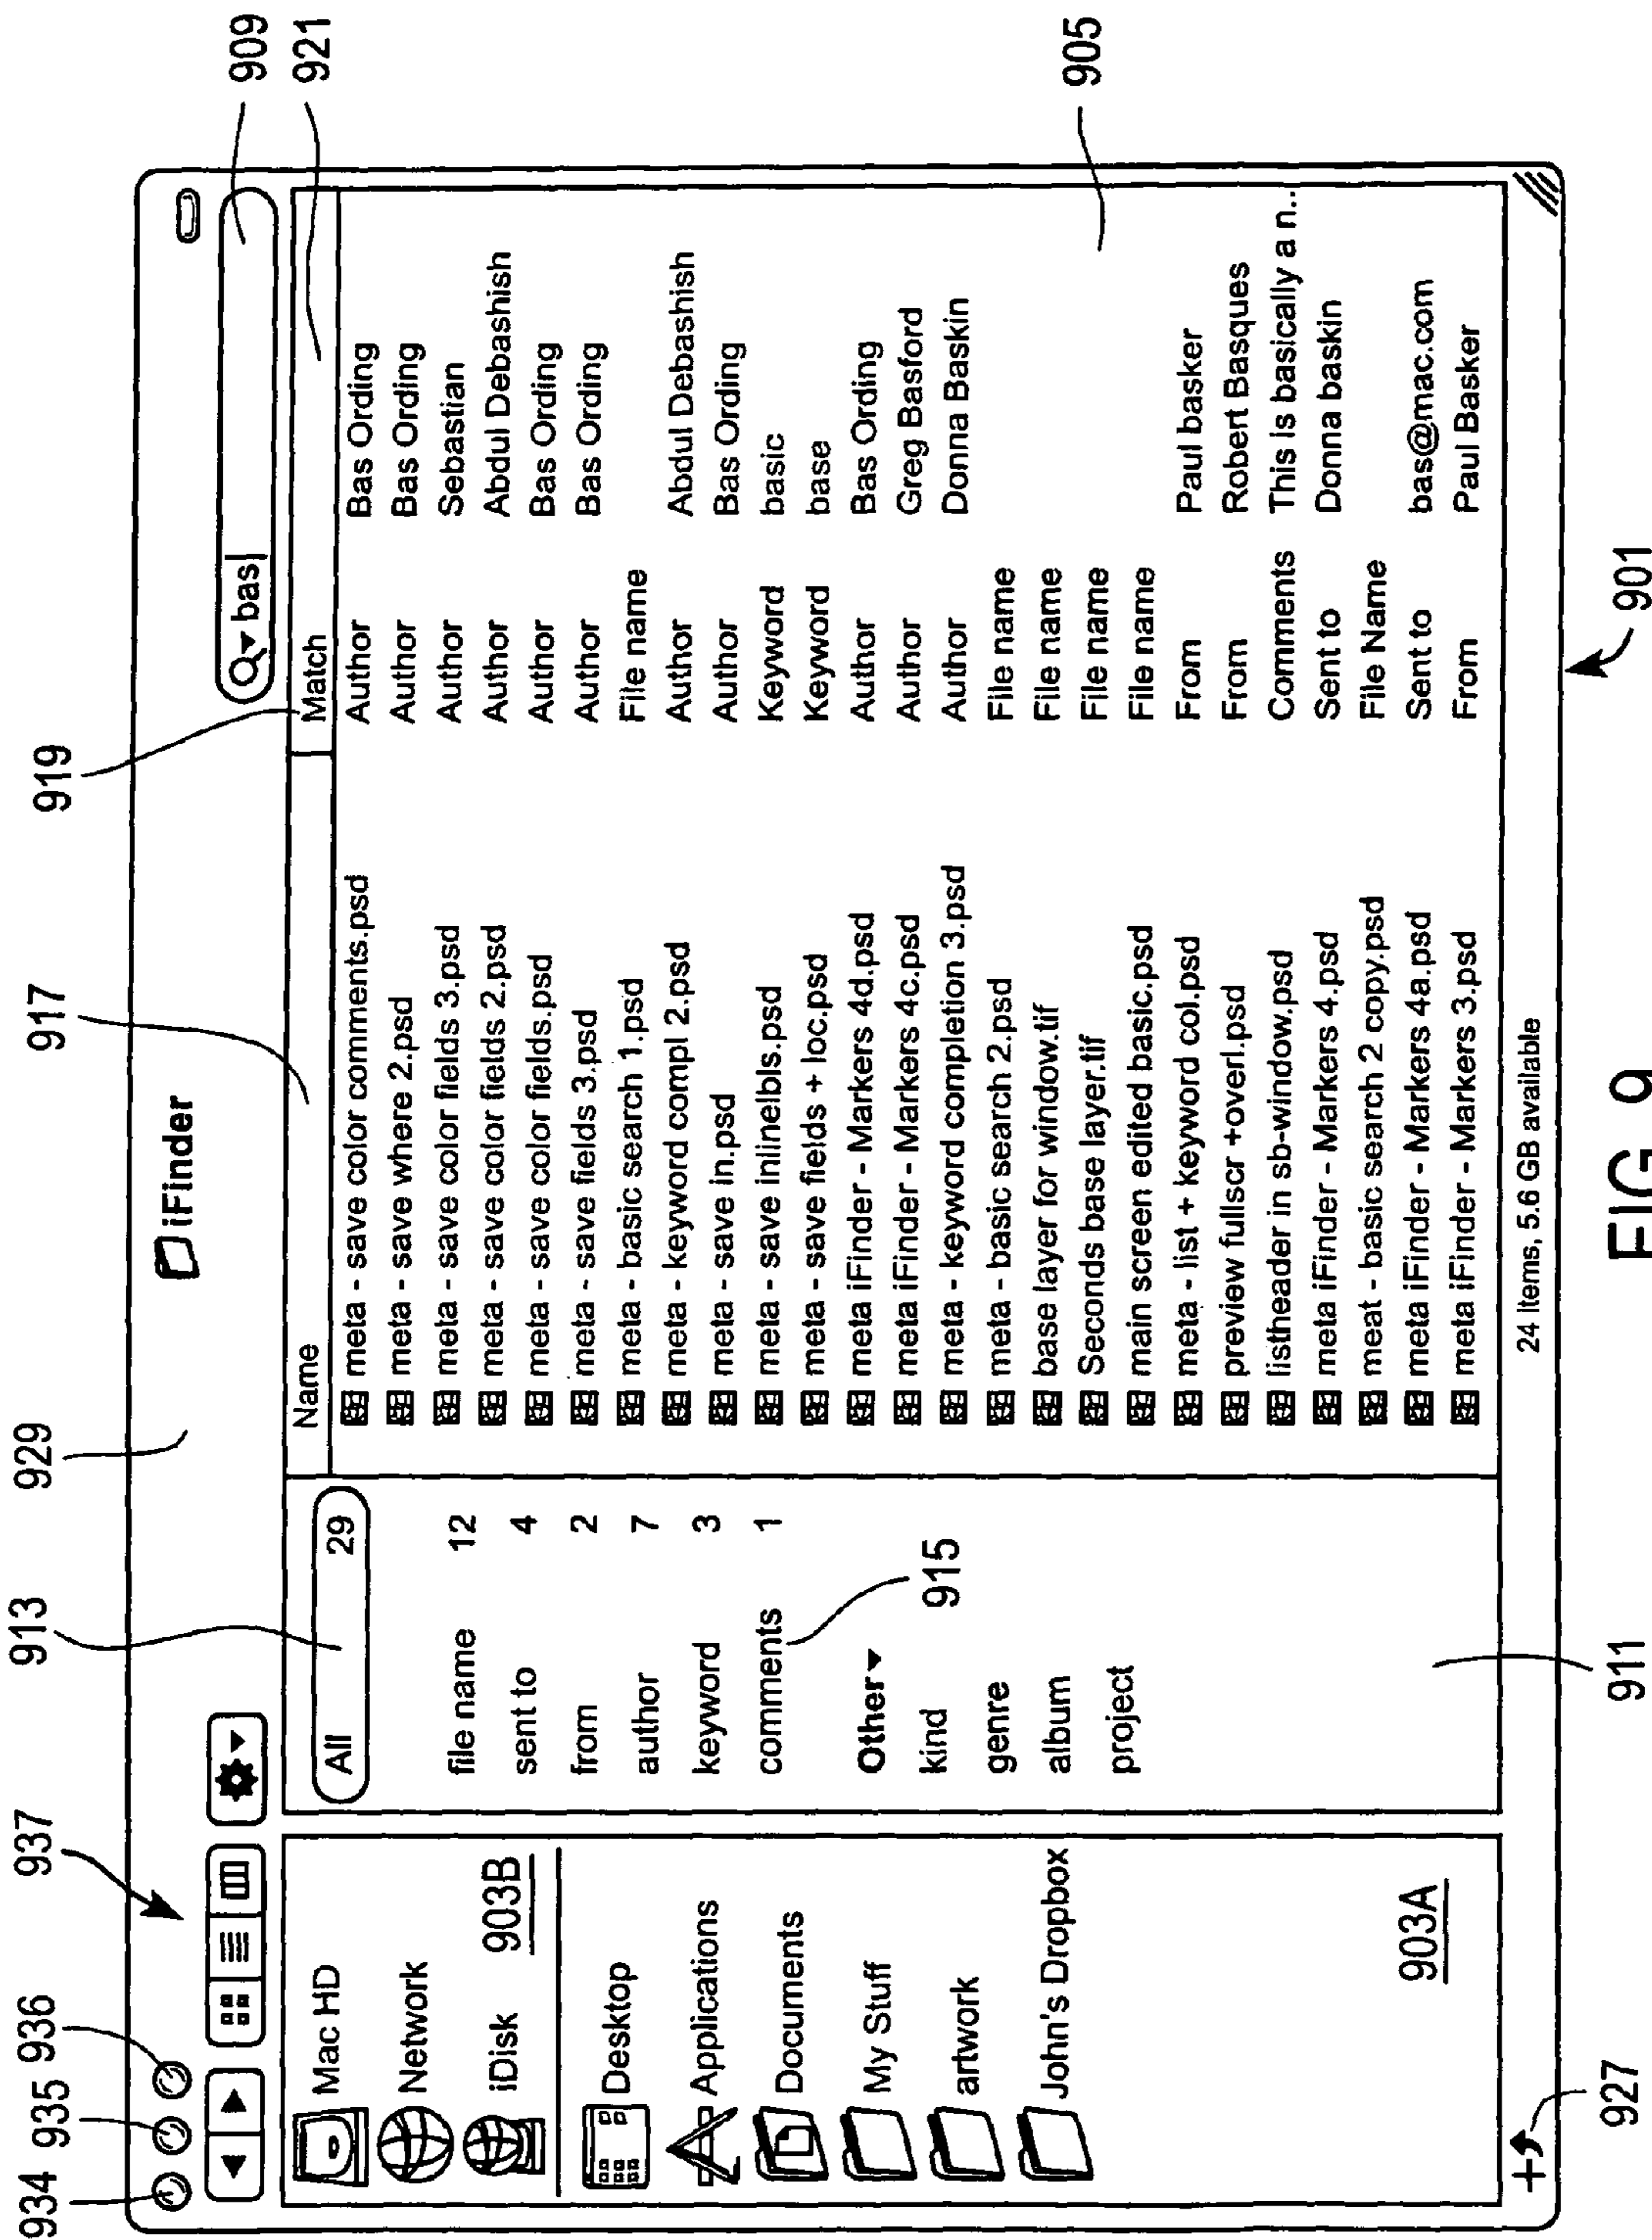 934 935 936 937 913 929 917 919 909
921
iFinder
bas
Mac HD
Network
iDisk
903B
Desktop
Applications
Documents
My Stuff
artwork
John's Dropbox
903A
All 29
file name 12
sent to 4
from 2
author 7
keyword 3
comments 1
915
Other
kind
genre
album
project
Name Match
meta - save color comments.psd Author Bas Ording
meta - save where 2.psd Author Bas Ording
meta - save color fields 3.psd Author Sebastian
meta - save color fields 2.psd Author Abdul Debashish
meta - save color fields.psd Author Bas Ording
meta - save fields 3.psd Author Bas Ording
meta - basic search 1.psd File name
meta - keyword compl 2.psd Author Abdul Debashish
meta - save in.psd Author Bas Ording
meta - save inlinelbls.psd Keyword basic
meta - save fields + loc.psd Keyword base
meta iFinder - Markers 4d.psd Author Bas Ording
meta iFinder - Markers 4c.psd Author Greg Basford
meta - keyword completion 3.psd Author Donna Baskin
meta - basic search 2.psd File name
base layer for window.tif File name
Seconds base layer.tif File name
main screen edited basic.psd File name
meta - list + keyword col.psd From Paul basker
preview fullscr +overl.psd From Robert Basques
listheader in sb-window.psd Comments This is basically a n..
meta iFinder - Markers 4.psd Sent to Donna baskin
meat - basic search 2 copy.psd File Name
meta iFinder - Markers 4a.psd Sent to bas@mac.com
meta iFinder - Markers 3.psd From Paul Basker
905
24 items, 5.6 GB available
927
911
901
FIG. 9